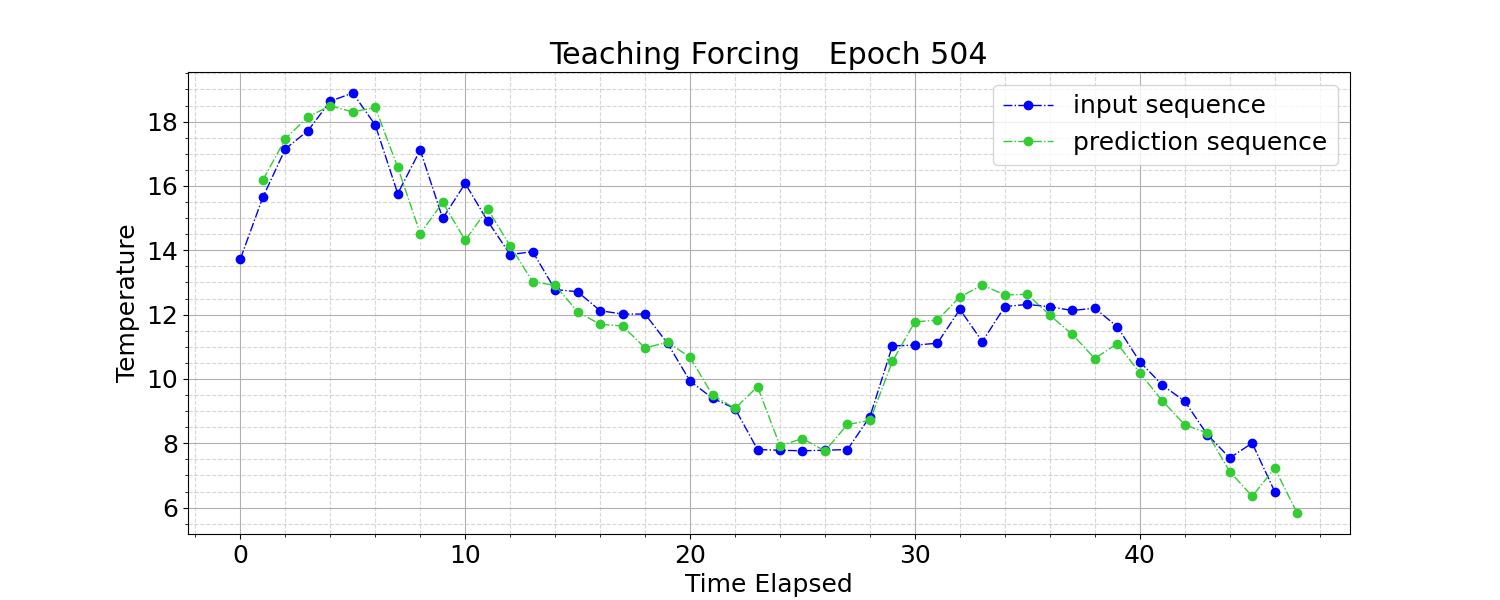 Teaching Forcing   Epoch 504
input sequence
prediction sequence
Temperature
18
16
14
12
10
8
6
0 10 20 30 40
Time Elapsed